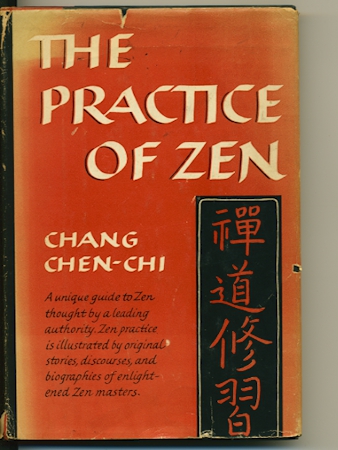 THE
PRACTICE
OF ZEN
CHANG
CHEN-CHI
A unique guide to Zen
thought by a leading
authority. Zen practice
is illustrated by original
stories, discourses, and
biographies of enlight-
ened Zen masters.
禪道修習